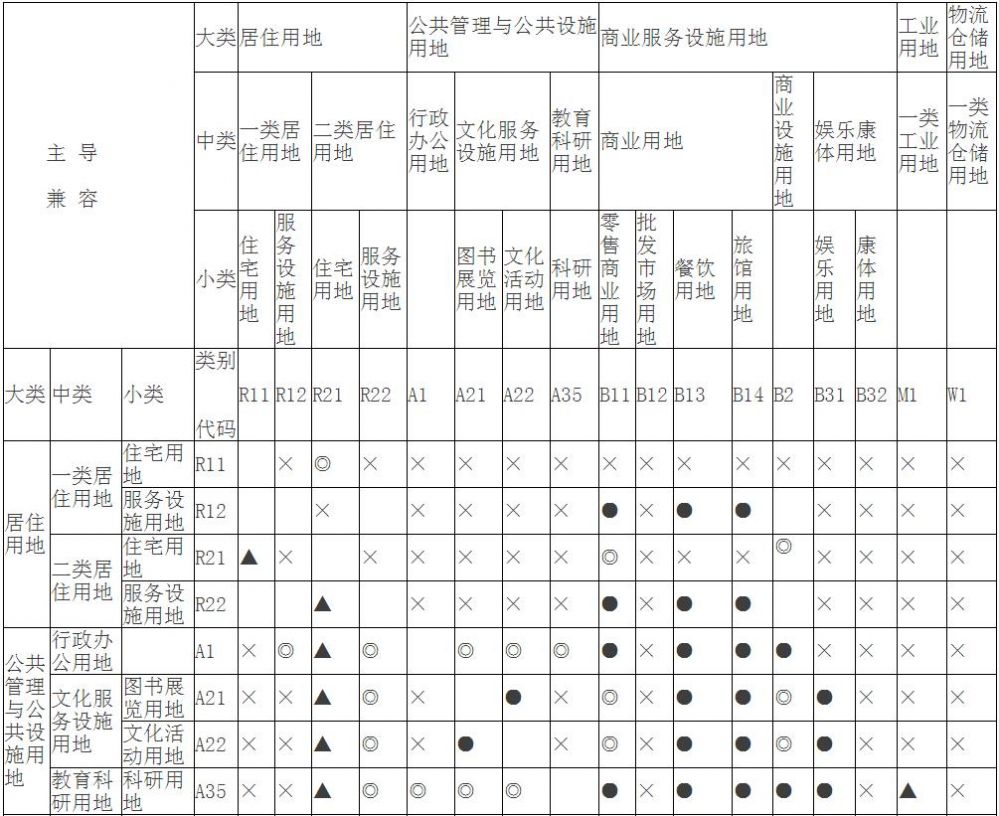 主 导
兼 容
大类 居住用地 公共管理与公共设施用地 商业服务设施用地 工业用地 物流仓储用地
中类 一类居住用地 二类居住用地 行政办公用地 文化服务设施用地 教育科研用地 商业用地 商业设施用地 娱乐康体用地 一类工业用地 一类物流仓储用地
小类 住宅用地 服务设施用地 住宅用地 服务设施用地 图书展览用地 文化活动用地 科研用地 零售商业用地 批发市场用地 餐饮用地 旅馆用地 娱乐用地 康体用地
大类 中类 小类 类别代码 R11 R12 R21 R22 A1 A21 A22 A35 B11 B12 B13 B14 B2 B31 B32 M1 W1
居住用地 一类居住用地 住宅用地 R11 × ◎ × × × × × × × × × × × × × ×
服务设施用地 R12 × × × × × ● × ● ● × × × ×
二类居住用地 住宅用地 R21 ▲ × × × × × × ◎ × × × ◎ × × × ×
服务设施用地 R22 ▲ × × × × ● × ● ● × × × ×
公共管理与公共设施用地 行政办公用地 A1 × ◎ ▲ ◎ ◎ ◎ ◎ ● × ● ● ● × × × ×
文化服务设施用地 图书展览用地 A21 × × ▲ ◎ × ● × ◎ × ● ● ◎ ● × × ×
文化活动用地 A22 × × ▲ ◎ × ● × ◎ × ● ● ◎ ● × × ×
教育科研用地 科研用地 A35 × × ▲ ◎ ◎ ◎ ◎ ● × ● ● ● ● × ▲ ×